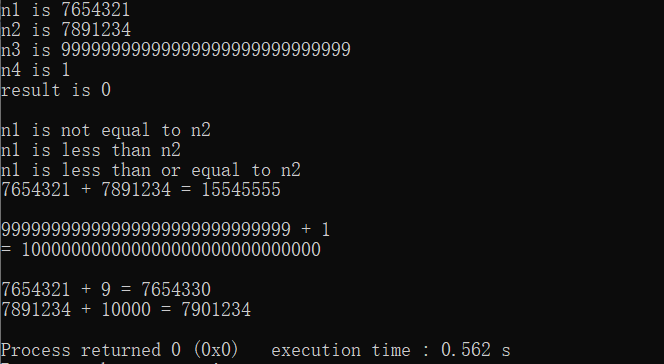 n1 is 7654321
n2 is 7891234
n3 is 99999999999999999999999999999
n4 is 1
result is 0
n1 is not equal to n2
n1 is less than n2
n1 is less than or equal to n2
7654321 + 7891234 = 15545555
99999999999999999999999999999 + 1
= 100000000000000000000000000000
7654321 + 9 = 7654330
7891234 + 10000 = 7901234
Process returned 0 (0x0)   execution time : 0.562 s